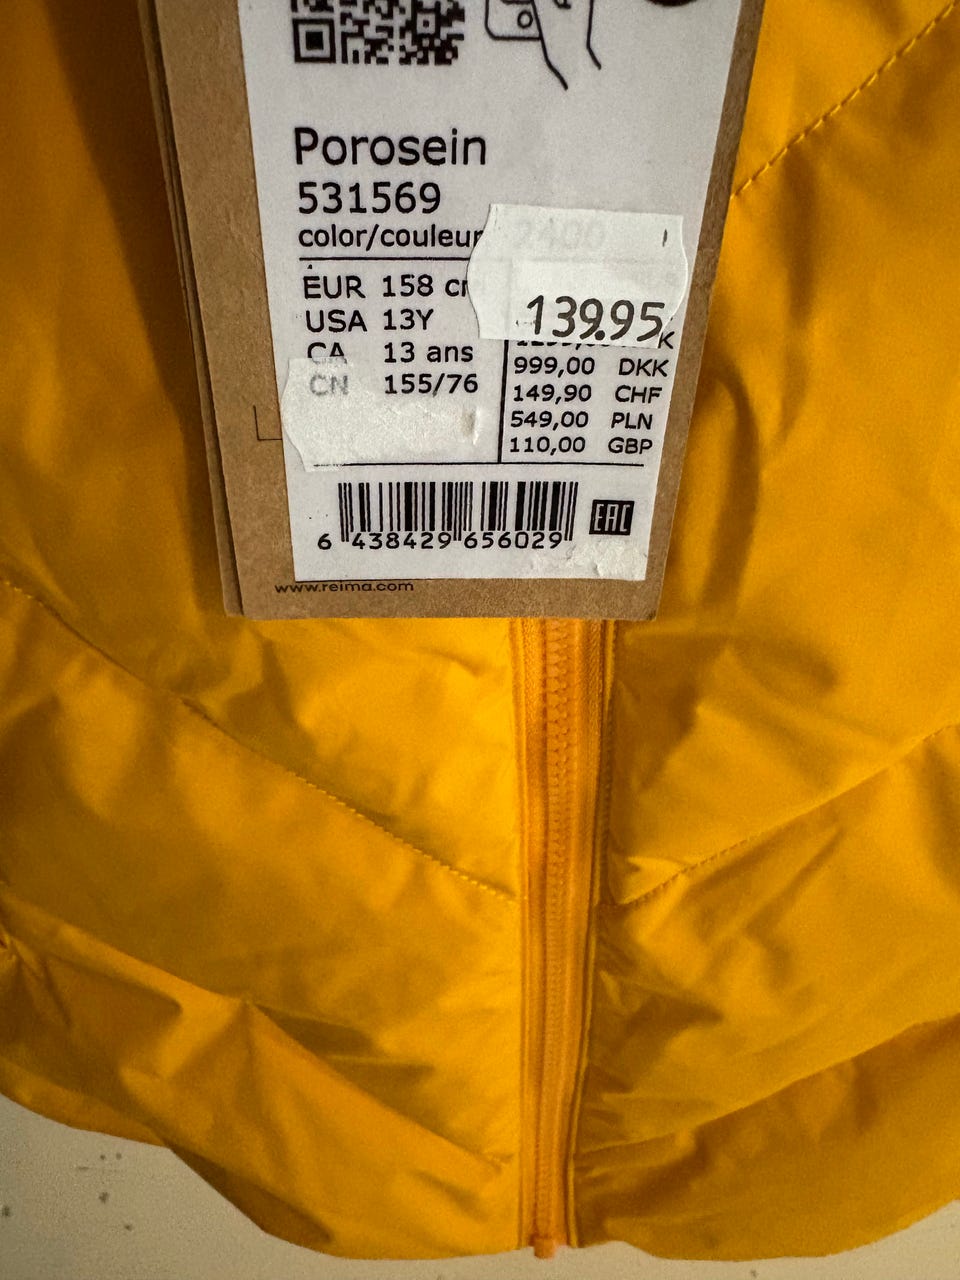 Porosein
531569
color/couleur 2400
EUR 158 cm
USA 13Y
CA 13 ans
CN 155/76
139.95
K
999,00 DKK
149,90 CHF
549,00 PLN
110,00 GBP
6 438429 656029
EAC
www.reima.com